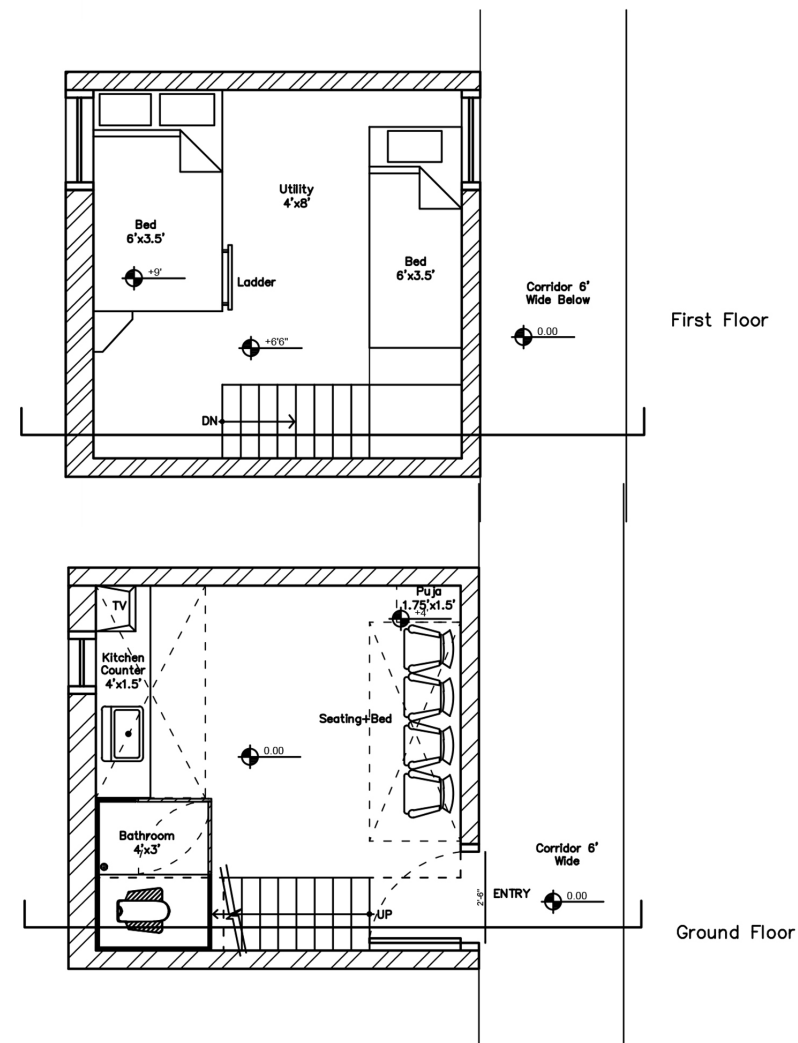 Utility
4'x8'
Bed
6'x3.5'
Bed
6'x3.5'
+9'
Ladder
Corridor 6'
Wide Below
First Floor
0.00
+6'6"
DN
Puja
1.75'x1.5'
TV
+4'
Kitchen
Counter
4'x1.5'
Seating+Bed
0.00
Bathroom
4'x3'
Corridor 6'
Wide
2'-6"
ENTRY
0.00
UP
Ground Floor